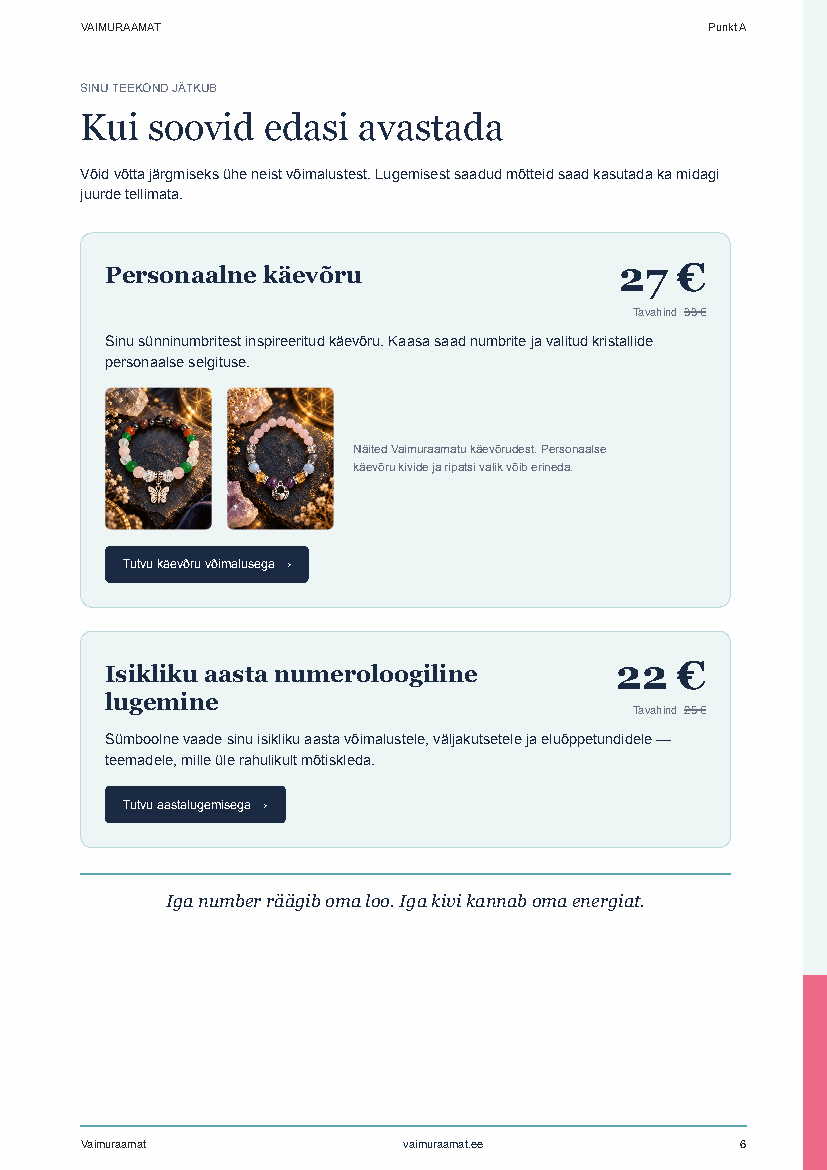 VAIMURAAMAT
Punkt A
SINU TEEKOND JÄTKUB
Kui soovid edasi avastada
Võid võtta järgmiseks ühe neist võimalustest. Lugemisest saadud mõtteid saad kasutada ka midagi
juurde tellimata.
Personaalne käevõru
27 €
Tavahind 33 €
Sinu sünninumbritest inspireeritud käevõru. Kaasa saad numbrite ja valitud kristallide
personaalse selgituse.
Näited Vaimuraamatu käevõrudest. Personaalse
käevõru kivide ja ripatsi valik võib erineda.
Tutvu käevõru võimalusega ›
Isikliku aasta numeroloogiline
lugemine
22 €
Tavahind 25 €
Sümboolne vaade sinu isikliku aasta võimalustele, väljakutsetele ja eluõppetundidele —
teemadele, mille üle rahulikult mõtiskleda.
Tutvu aastalugemisega ›
Iga number räägib oma loo. Iga kivi kannab oma energiat.
Vaimuraamat
vaimuraamat.ee
6